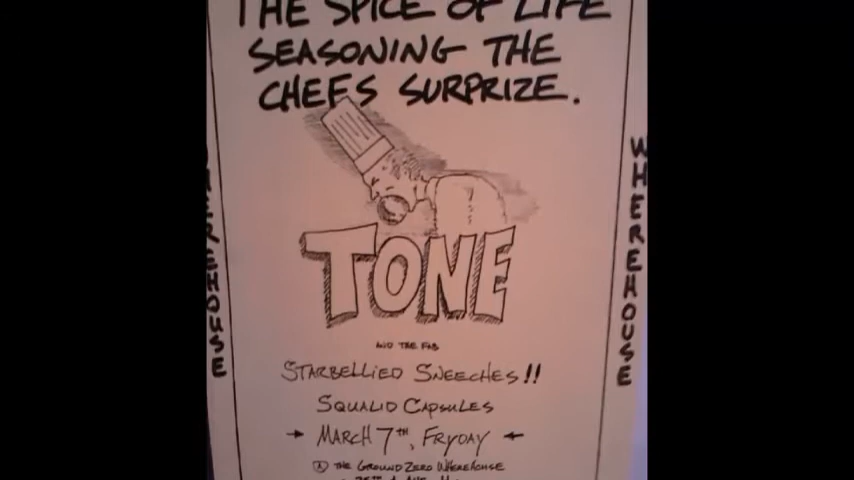 THE SPICE OF LIFE
SEASONING THE
CHEFS SURPRIZE.
TONE
AND THE FAB
STARBELLIED SNEECHES!!
SQUALID CAPSULES
→ MARCH 7TH, FRYDAY ←
THE GROUND ZERO WHEREHOUSE
WHEREHOUSE
WHEREHOUSE